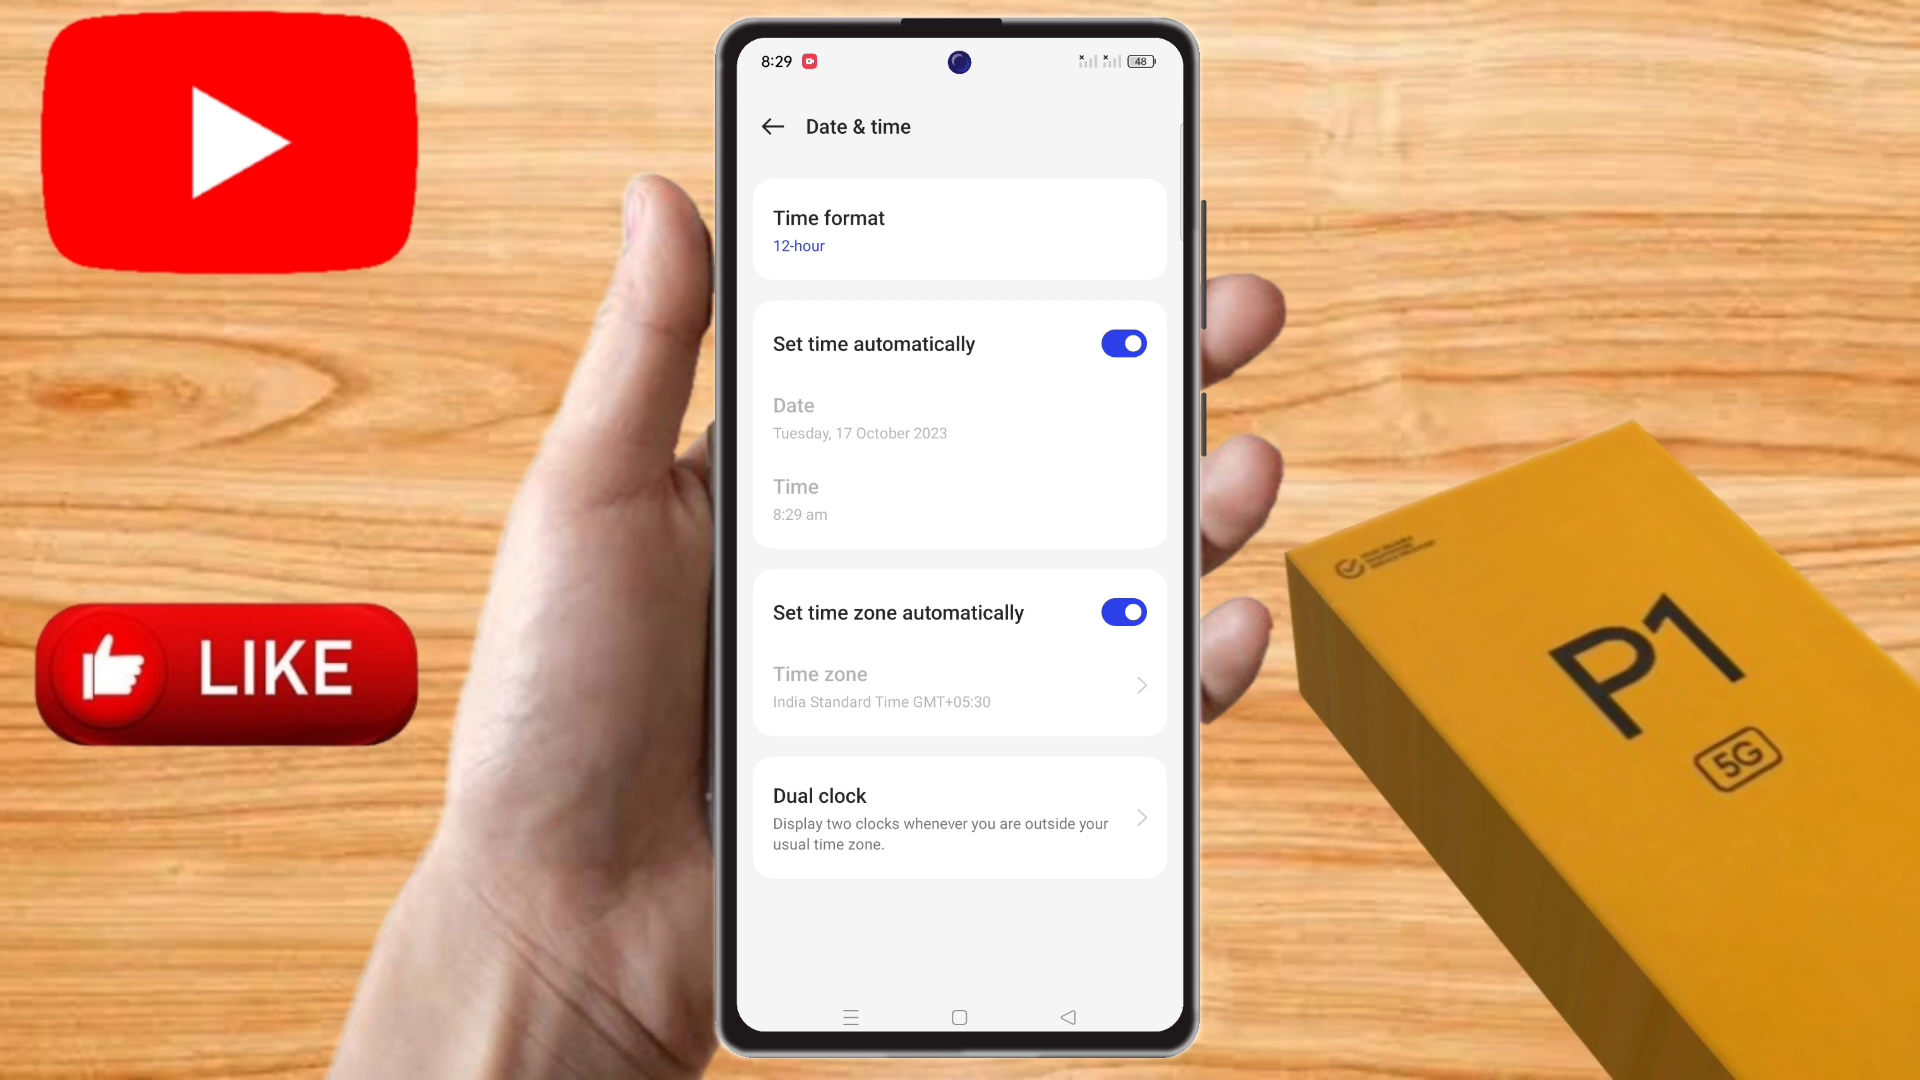 8:29
48
Date & time
Time format
12-hour
Set time automatically
Date
Tuesday, 17 October 2023
Time
8:29 am
Set time zone automatically
Time zone
India Standard Time GMT+05:30
Dual clock
Display two clocks whenever you are outside your
usual time zone.
LIKE
P1
5G